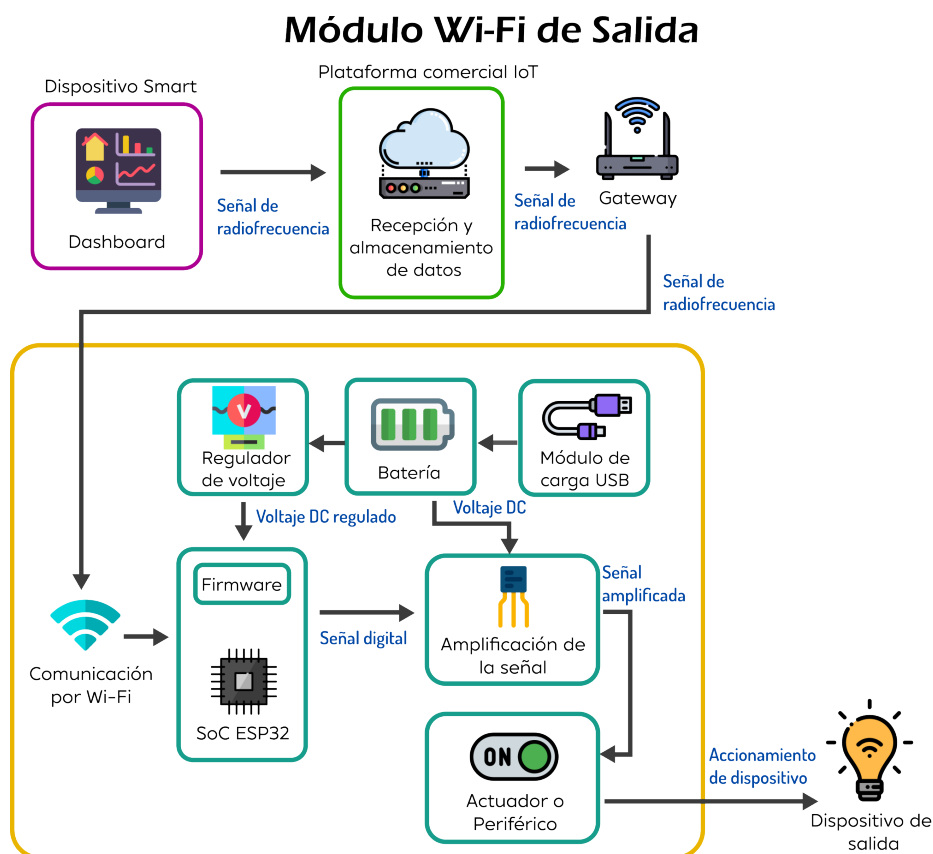 Módulo Wi-Fi de Salida
Dispositivo Smart
Plataforma comercial IoT
Dashboard
Señal de
radiofrecuencia
Recepción y
almacenamiento
de datos
Señal de
radiofrecuencia
Gateway
Señal de
radiofrecuencia
V
Regulador
de voltaje
Batería
Módulo de
carga USB
Voltaje DC regulado
Voltaje DC
Firmware
SoC ESP32
Comunicación
por Wi-Fi
Señal digital
Amplificación de
la señal
Señal
amplificada
ON
Actuador o
Periférico
Accionamiento
de dispositivo
Dispositivo de
salida